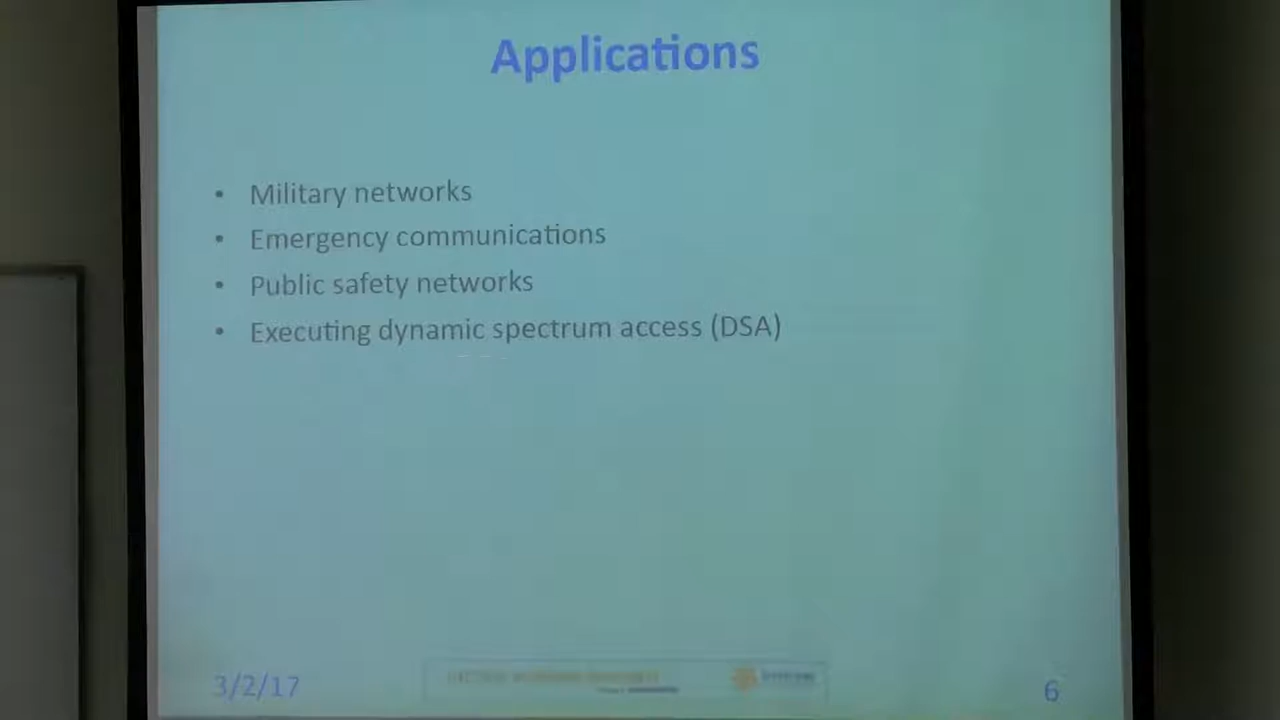 Applications
• Military networks
• Emergency communications
• Public safety networks
• Executing dynamic spectrum access (DSA)
3/2/17
6